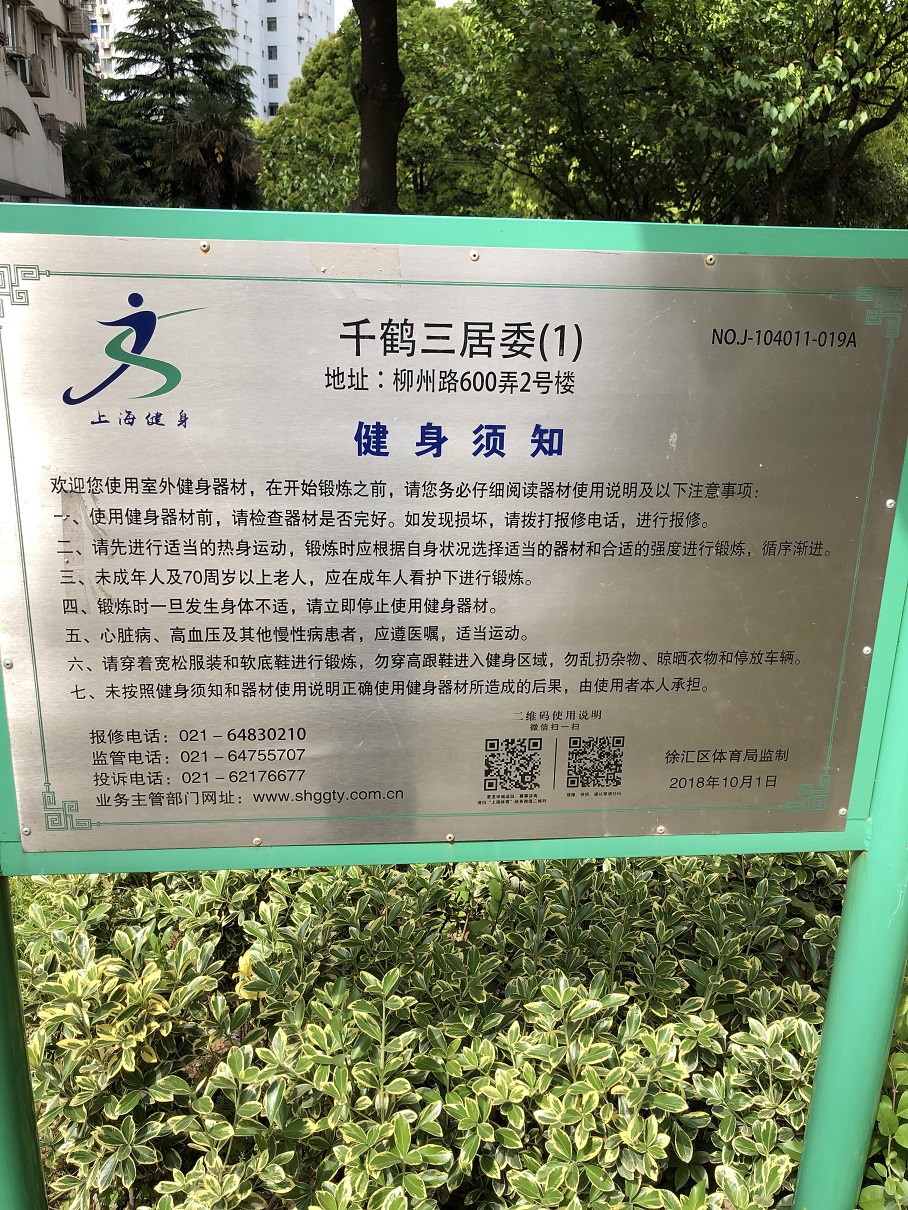 上海健身
千鹤三居委(1)
NO.J-104011-019A
地址：柳州路600弄2号楼
健身须知
欢迎您使用室外健身器材，在开始锻炼之前，请您务必仔细阅读器材使用说明及以下注意事项：
一、使用健身器材前，请检查器材是否完好。如发现损坏，请拨打报修电话，进行报修。
二、请先进行适当的热身运动，锻炼时应根据自身状况选择适当的器材和合适的强度进行锻炼，循序渐进。
三、未成年人及70周岁以上老人，应在成年人看护下进行锻炼。
四、锻炼时一旦发生身体不适，请立即停止使用健身器材。
五、心脏病、高血压及其他慢性病患者，应遵医嘱，适当运动。
六、请穿着宽松服装和软底鞋进行锻炼，勿穿高跟鞋进入健身区域，勿乱扔杂物、晾晒衣物和停放车辆。
七、未按照健身须知和器材使用说明正确使用健身器材所造成的后果，由使用者本人承担。
报修电话：021－64830210
监管电话：021－64755707
投诉电话：021－62176677
业务主管部门网址：www.shggty.com.cn
二维码使用说明
微信扫一扫
徐汇区体育局监制
2018年10月1日